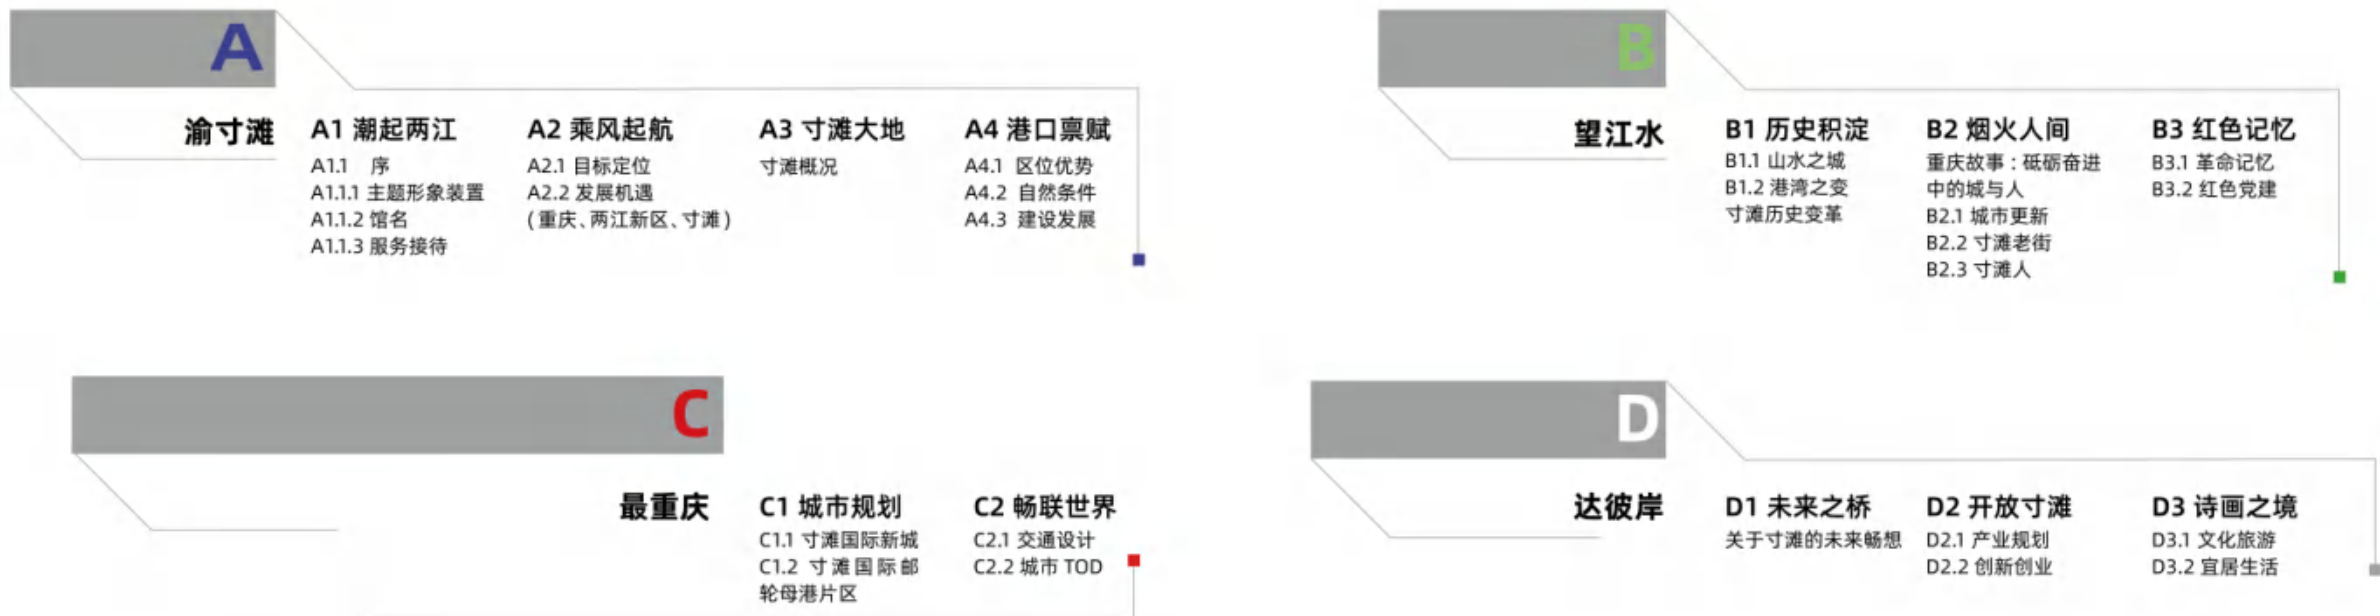 A
渝寸滩
A1 潮起两江
A1.1 序
A1.1.1 主题形象装置
A1.1.2 馆名
A1.1.3 服务接待
A2 乘风起航
A2.1 目标定位
A2.2 发展机遇
(重庆、两江新区、寸滩)
A3 寸滩大地
寸滩概况
A4 港口禀赋
A4.1 区位优势
A4.2 自然条件
A4.3 建设发展
B
望江水
B1 历史积淀
B1.1 山水之城
B1.2 港湾之变
寸滩历史变革
B2 烟火人间
重庆故事:砥砺奋进
中的城与人
B2.1 城市更新
B2.2 寸滩老街
B2.3 寸滩人
B3 红色记忆
B3.1 革命记忆
B3.2 红色党建
C
最重庆
C1 城市规划
C1.1 寸滩国际新城
C1.2 寸滩国际邮
轮母港片区
C2 畅联世界
C2.1 交通设计
C2.2 城市 TOD
D
达彼岸
D1 未来之桥
关于寸滩的未来畅想
D2 开放寸滩
D2.1 产业规划
D2.2 创新创业
D3 诗画之境
D3.1 文化旅游
D3.2 宜居生活